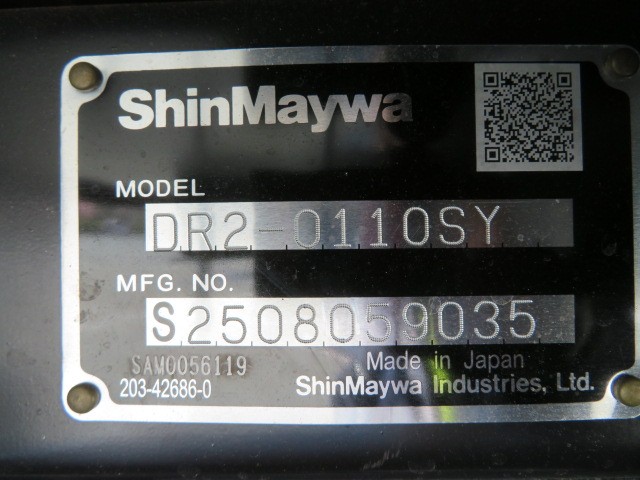 ShinMaywa
MODEL
DR2-0110SY
MFG. NO.
S2508059035
SAM0056119
Made in Japan
203-42686-0
ShinMaywa Industries, Ltd.